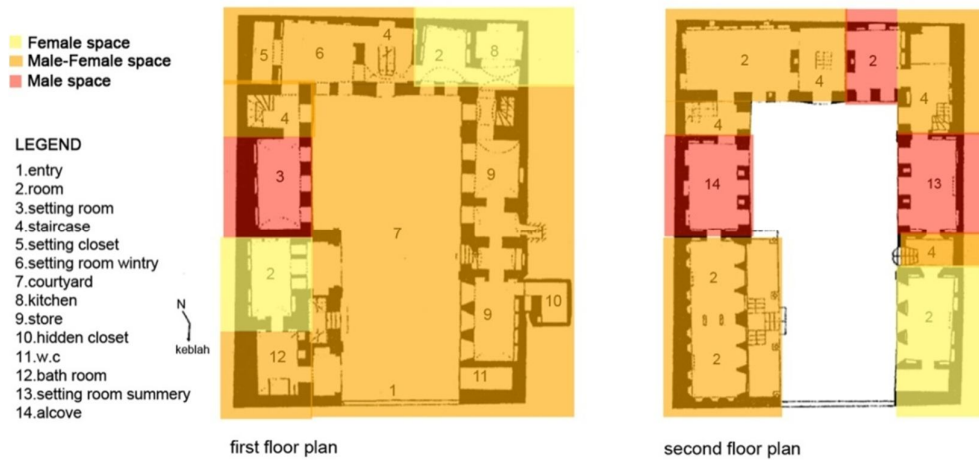 Female space
Male-Female space
Male space
LEGEND
1.entry
2.room
3.setting room
4.staircase
5.setting closet
6.setting room wintry
7.courtyard
8.kitchen
9.store
10.hidden closet
11.w.c
12.bath room
13.setting room summery
14.alcove
N
keblah
5
6
4
2
8
4
3
9
7
2
9
10
12
11
1
first floor plan
2
4
2
4
4
14
13
4
2
2
2
second floor plan